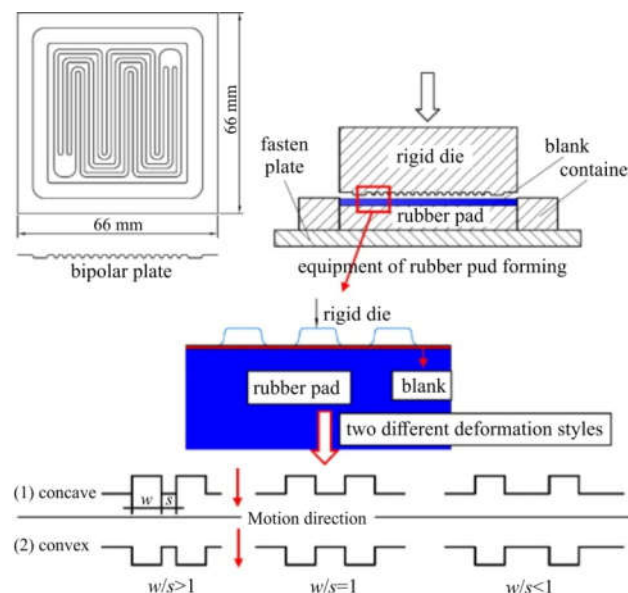 66 mm
66 mm
bipolar plate
fasten
plate
rigid die
blank
container
rubber pad
equipment of rubber pud forming
rigid die
rubber pad
blank
two different deformation styles
(1) concave
w
s
Motion direction
(2) convex
w/s>1
w/s=1
w/s<1